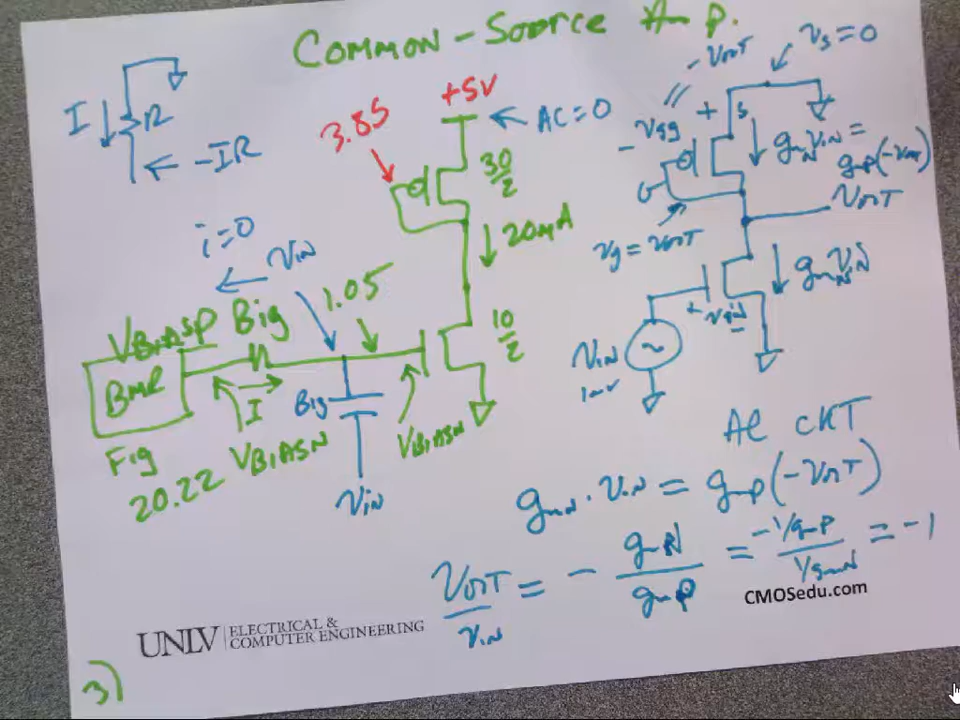 COMMON-SOURCE Amp.
I
R
-IR
3.85
+5V
AC=0
30/2
20mA
i=0
vin
1.05
VBIASP Big
BMR
I
Big
10/2
VBIASN
VBIASN
Fig
20.22
vin
-vout
vs=0
+
s
- vsg
G
gmN vin =
gmp(-vout)
vout
vg=vout
gmN vin
+ vgs -
vin
1mv
AC CKT
gmN · vin = gmp(-vout)
vout/vin = - gmN/gmp = -1/gmp / 1/gmN = -1
CMOSedu.com
UNLV | ELECTRICAL &
COMPUTER ENGINEERING
3)